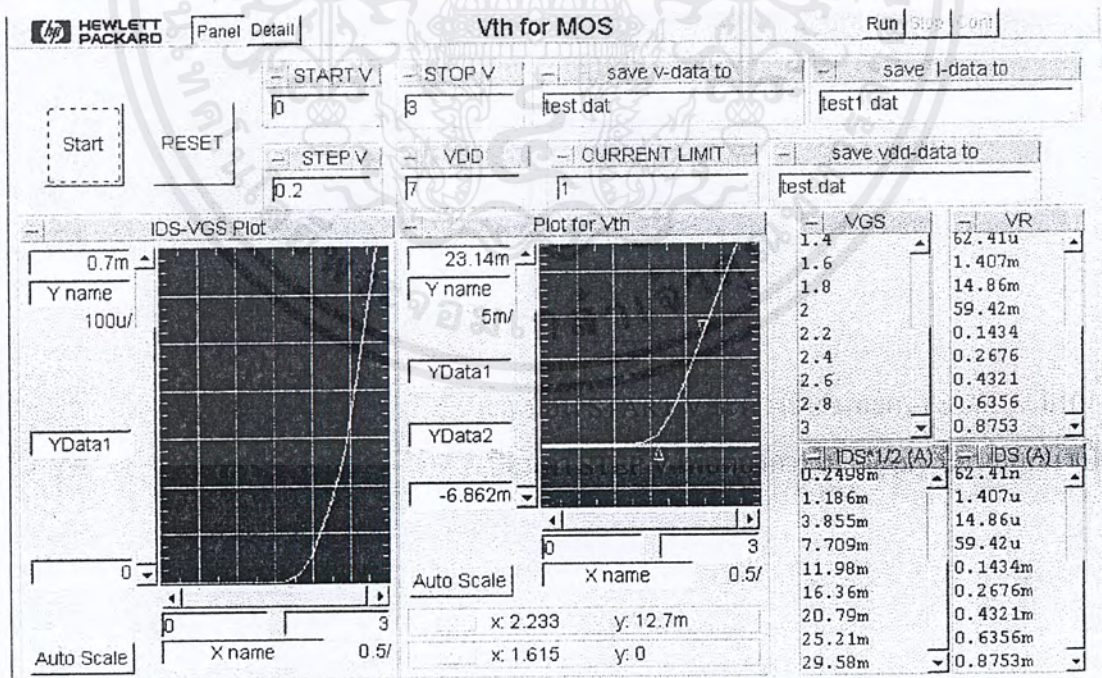 hp HEWLETT PACKARD
Panel Detail
Vth for MOS
Run Stop Cont
START V
0
STOP V
3
save v-data to
test.dat
save I-data to
test1 dat
Start
RESET
STEP V
0.2
VDD
7
CURRENT LIMIT
1
save vdd-data to
test.dat
IDS-VGS Plot
0.7m
Y name
100u/
YData1
0
0
3
X name
0.5/
Auto Scale
Plot for Vth
23.14m
Y name
5m/
YData1
YData2
-6.862m
0
3
Auto Scale
X name
0.5/
x: 2.233 y: 12.7m
x: 1.615 y: 0
VGS
1.4
1.6
1.8
2
2.2
2.4
2.6
2.8
3
VR
62.41u
1.407m
14.86m
59.42m
0.1434
0.2676
0.4321
0.6356
0.8753
IDS^1/2 (A)
0.2498m
1.186m
3.855m
7.709m
11.98m
16.36m
20.79m
25.21m
29.58m
IDS (A)
62.41n
1.407u
14.86u
59.42u
0.1434m
0.2676m
0.4321m
0.6356m
0.8753m